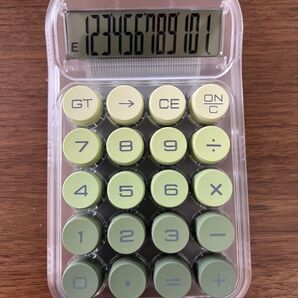 E 123456789101
GT → CE ON/C
7 8 9 ÷
4 5 6 ×
1 2 3 −
0 · = +